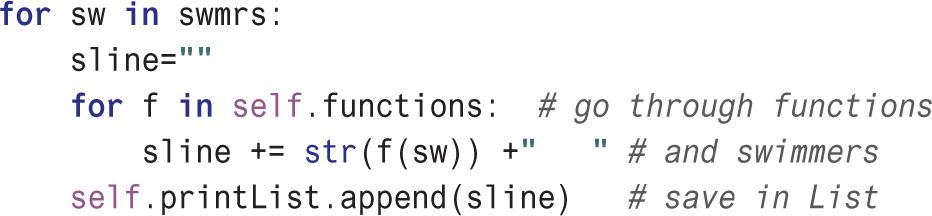 for sw in swmrs:
    sline=""
    for f in self.functions:  # go through functions
        sline += str(f(sw)) +"   " # and swimmers
    self.printList.append(sline)   # save in List